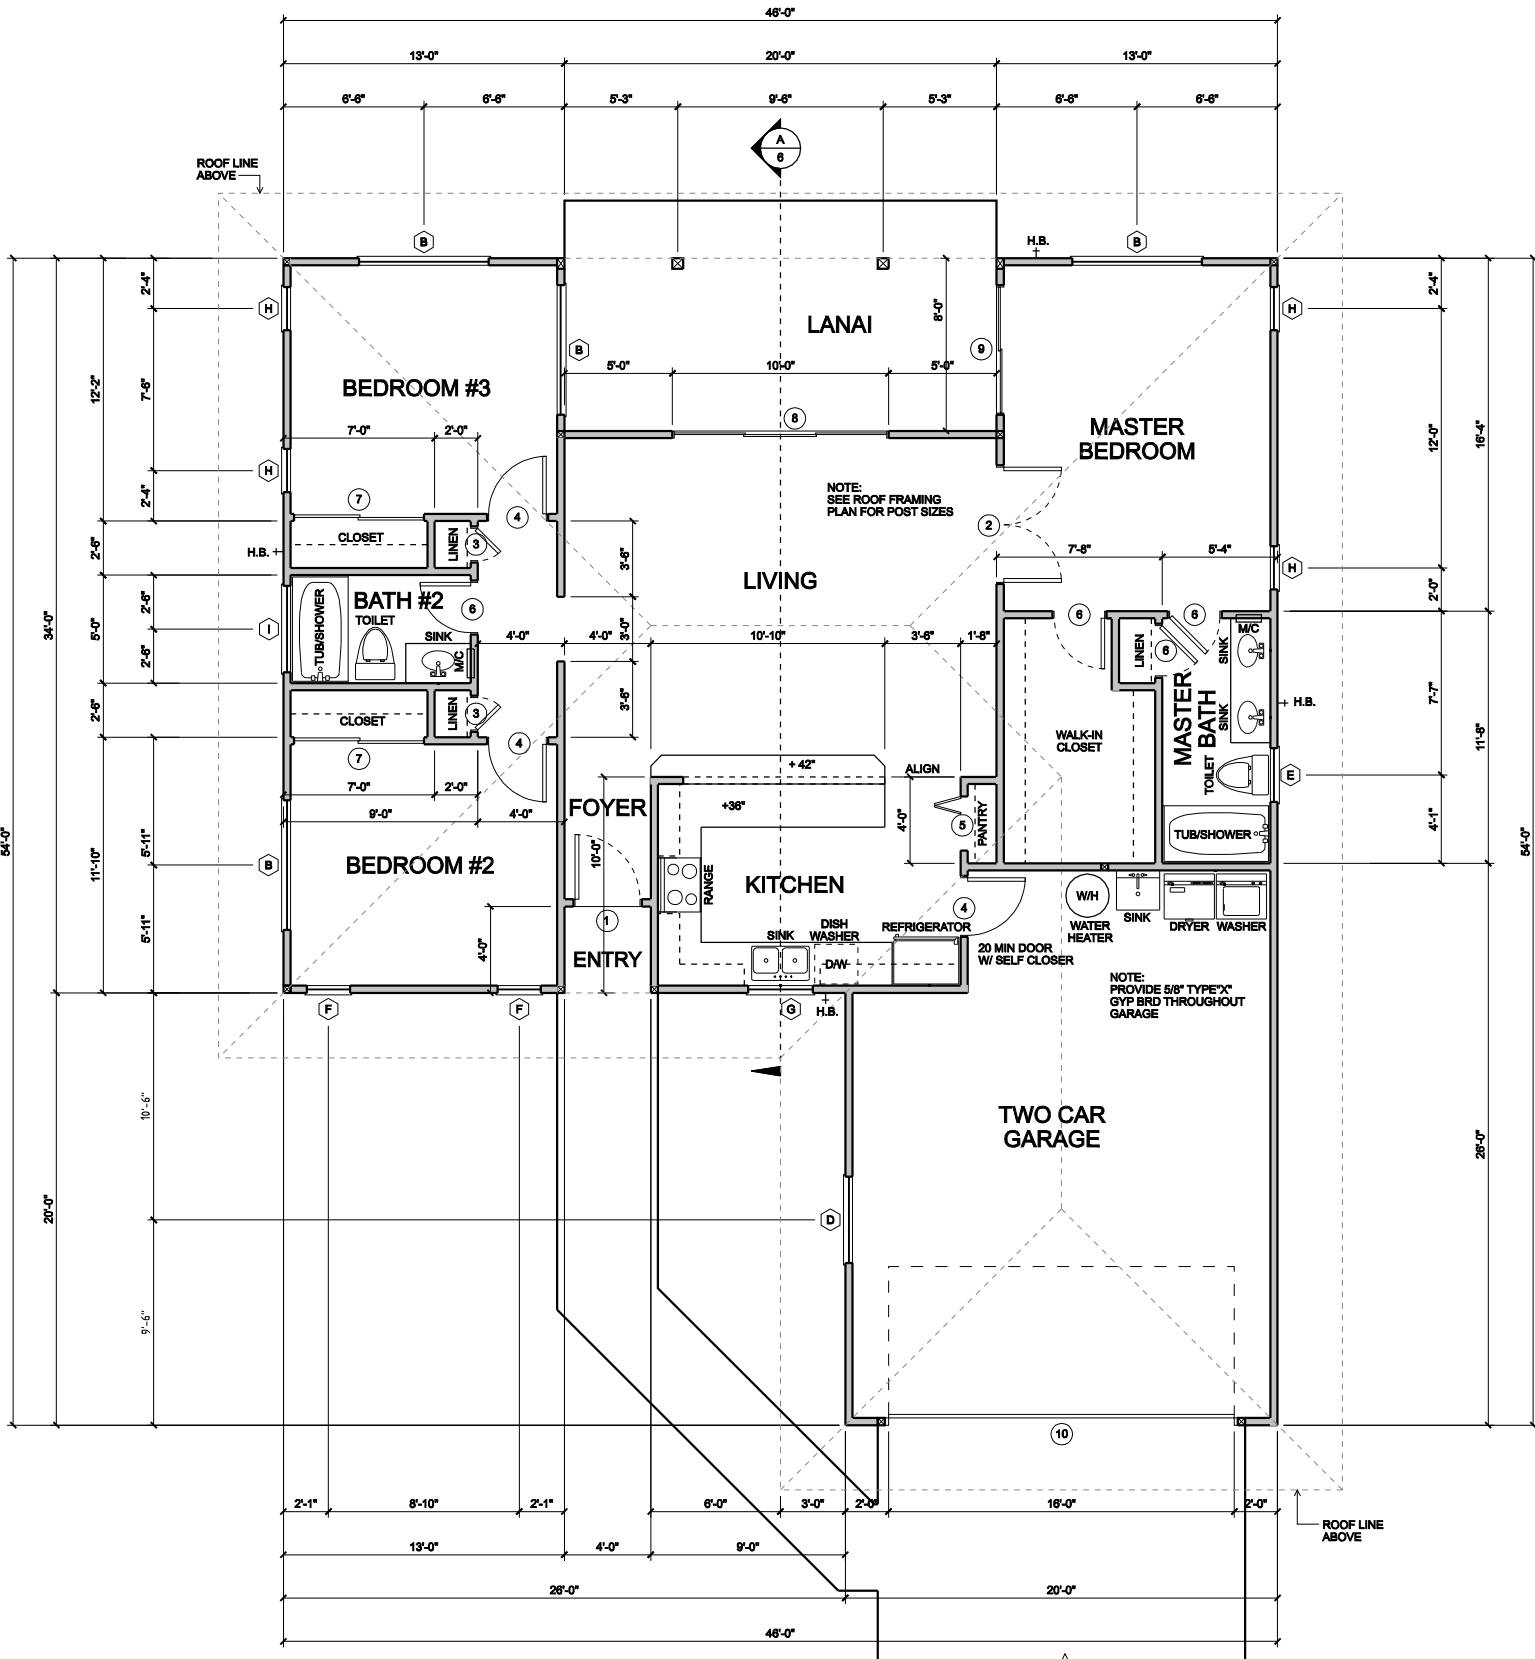 46'-0"
13'-0" 20'-0" 13'-0"
6'-6" 6'-6" 5'-3" 9'-6" 5'-3" 6'-6" 6'-6"
A
6
ROOF LINE
ABOVE
B
H.B.
B
2'-4"
H
LANAI
8'-0"
2'-4"
H
B
9
5'-0" 10'-0" 5'-0"
12'-2"
7'-6"
BEDROOM #3
8
7'-0" 2'-0"
MASTER
BEDROOM
12'-0"
16'-4"
H
2'-4"
7
4
NOTE:
SEE ROOF FRAMING
PLAN FOR POST SIZES
2
CLOSET
LINEN
3
H.B.
2'-6"
3'-6"
7'-8" 5'-4"
H
2'-0"
LIVING
34'-0"
5'-0"
2'-6"
BATH #2
TOILET
TUB/SHOWER
6
I
SINK
M/C
2'-6"
4'-0" 4'-0"
3'-0"
10'-10" 3'-6" 1'-8"
6
6
LINEN
6
SINK
M/C
MASTER
BATH
SINK
H.B.
7'-7"
11'-8"
2'-6"
CLOSET
LINEN
3
3'-6"
4
7
WALK-IN
CLOSET
TOILET
E
7'-0" 2'-0"
9'-0" 4'-0"
FOYER
+ 42"
+36"
ALIGN
4'-0"
5
PANTRY
TUB/SHOWER
4'-1"
54'-0"
54'-0"
11'-10"
5'-11"
B
BEDROOM #2
10'-0"
RANGE
KITCHEN
4
W/H
WATER
HEATER
SINK
DRYER
WASHER
5'-11"
4'-0"
1
ENTRY
SINK
DISH
WASHER
D/W
REFRIGERATOR
20 MIN DOOR
W/ SELF CLOSER
NOTE:
PROVIDE 5/8" TYPE"X"
GYP BRD THROUGHOUT
GARAGE
F
F
G
H.B.
10'-6"
TWO CAR
GARAGE
26'-0"
20'-0"
D
9'-6"
10
2'-1" 8'-10" 2'-1" 6'-0" 3'-0" 2'-0" 16'-0" 2'-0"
ROOF LINE
ABOVE
13'-0" 4'-0" 9'-0"
26'-0" 20'-0"
46'-0"